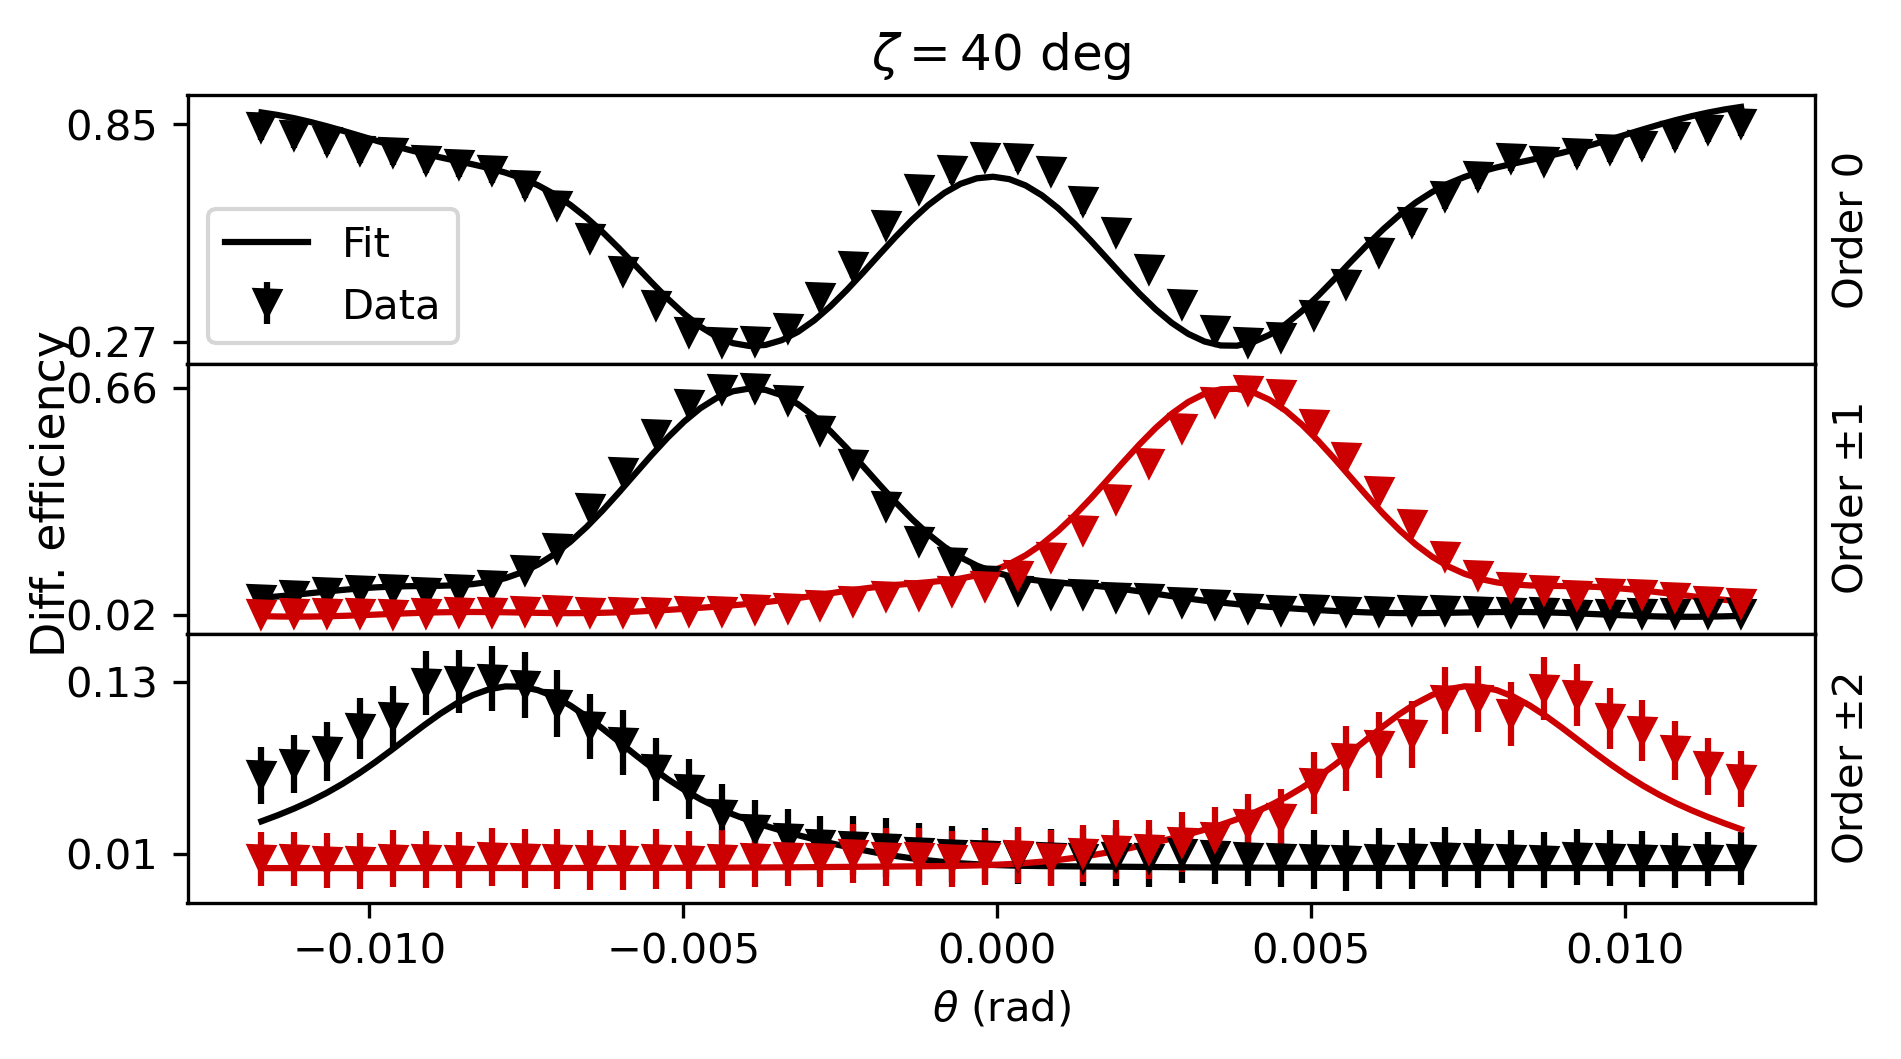 ζ = 40 deg
0.85
0.27
Order 0
Fit
Data
Diff. efficiency
0.66
0.02
Order ±1
0.13
0.01
Order ±2
−0.010 −0.005 0.000 0.005 0.010
θ (rad)